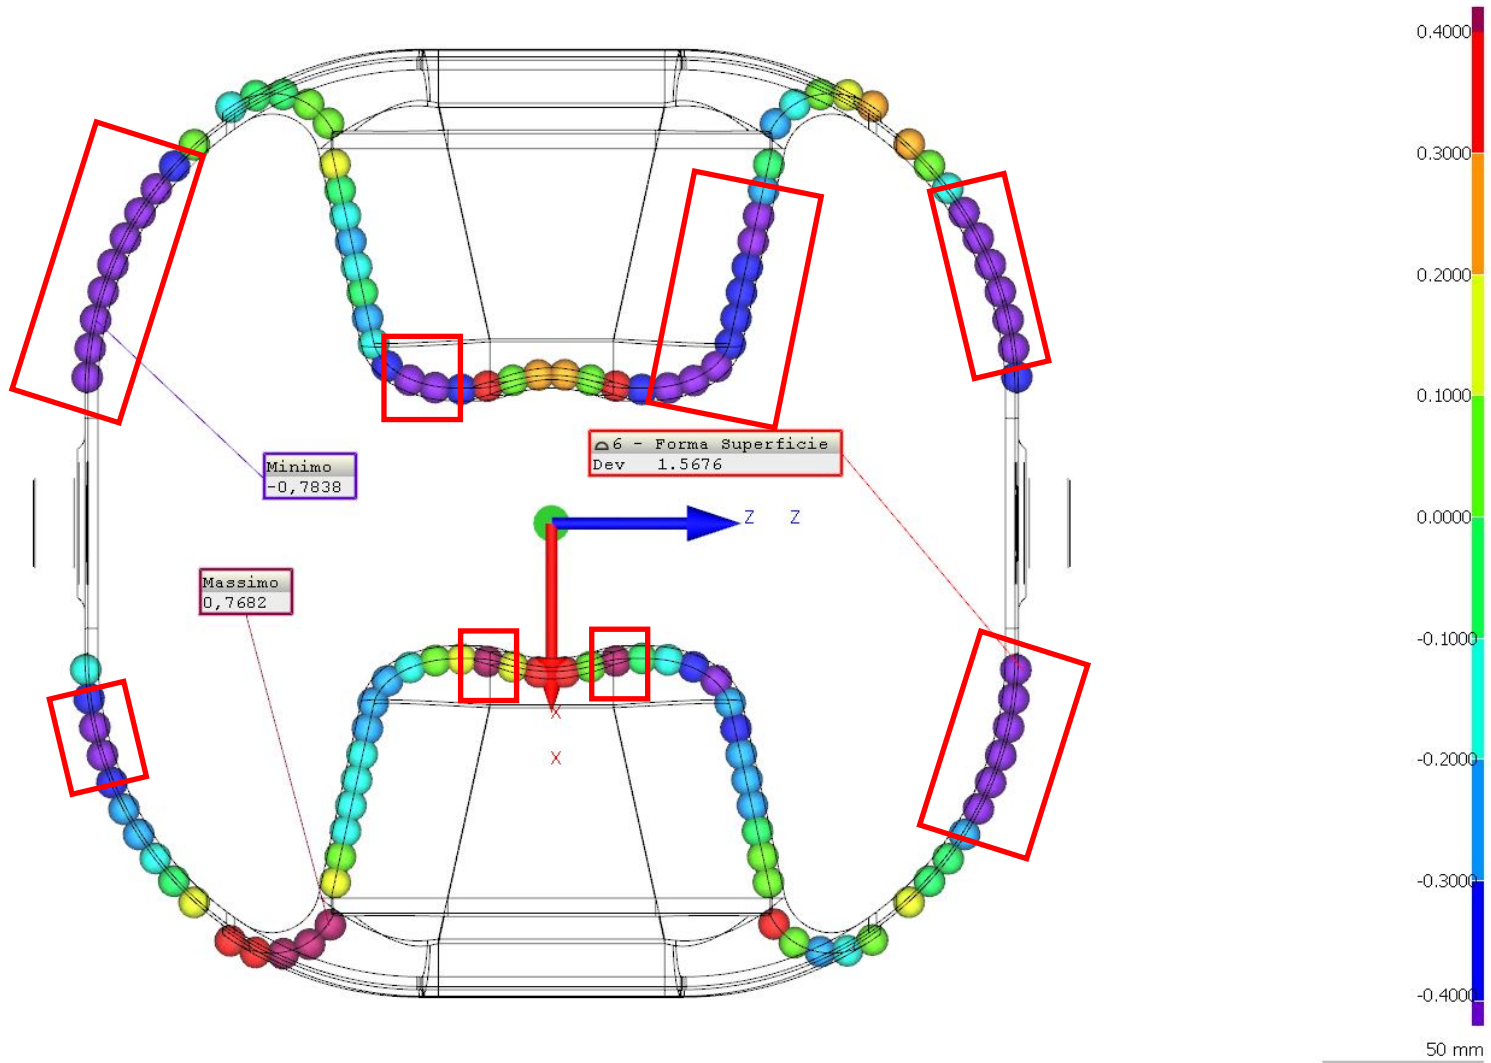 0.4000
0.3000
0.2000
0.1000
0.0000
-0.1000
-0.2000
-0.3000
-0.4000
50 mm
6 - Forma Superficie
Dev 1.5676
Minimo
-0,7838
Z Z
Massimo
0,7682
X
X